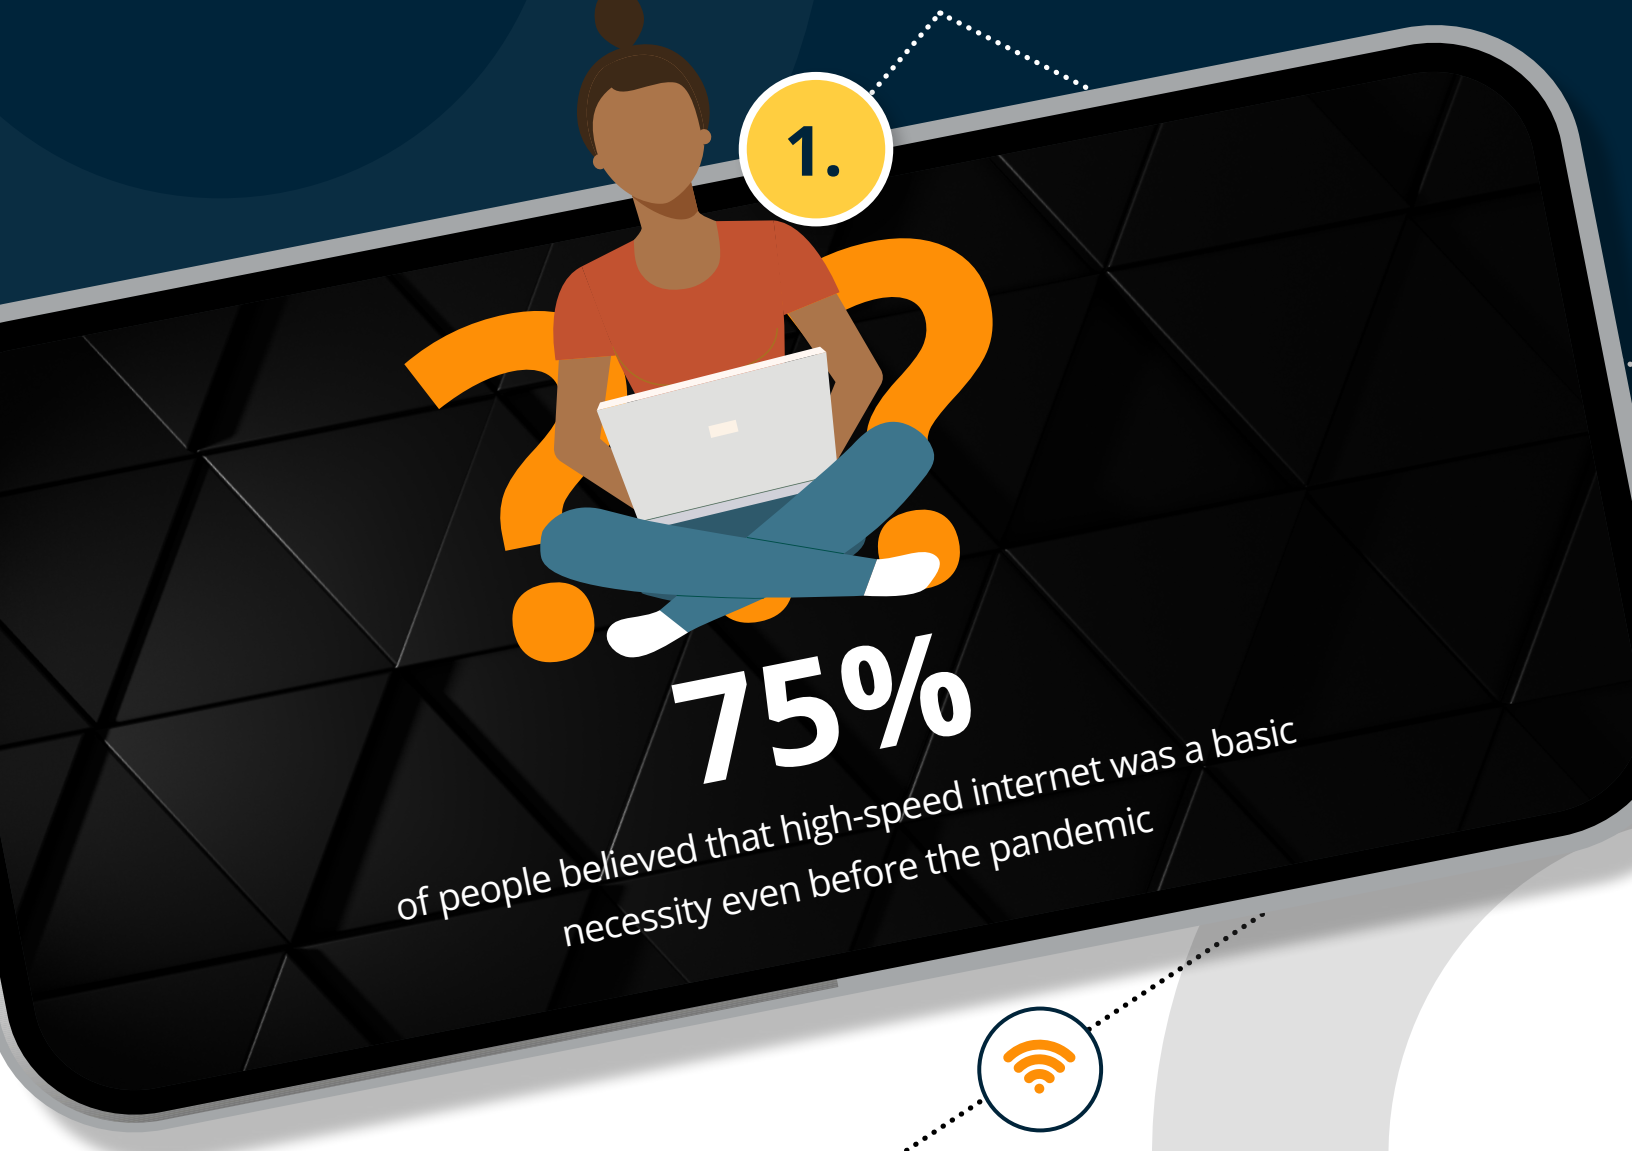 1.
75%
of people believed that high-speed internet was a basic
necessity even before the pandemic